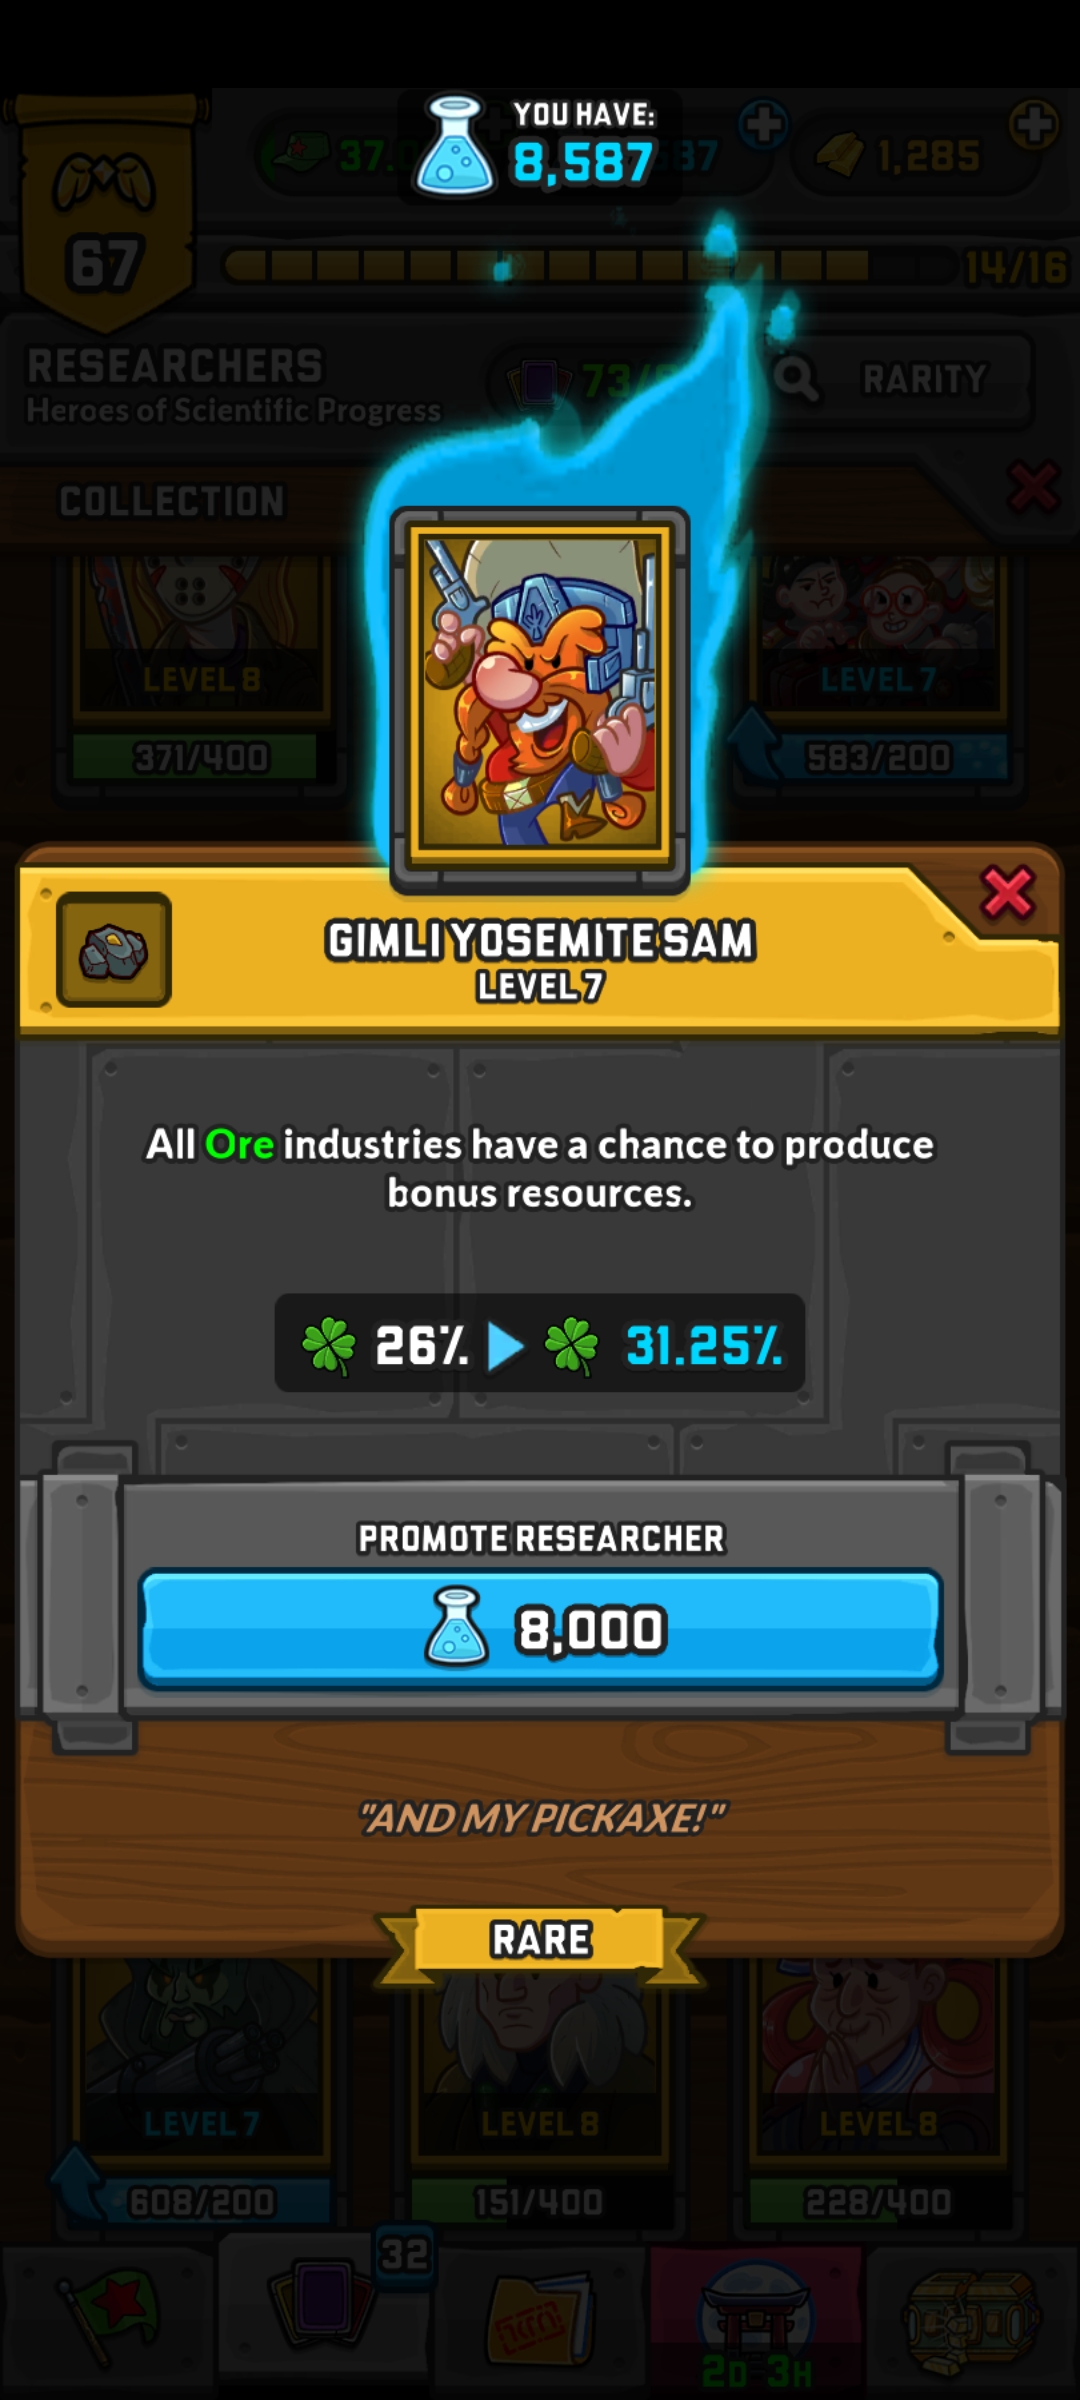 YOU HAVE:
8,587
37.
1,285
67
14/16
RESEARCHERS
Heroes of Scientific Progress
73/
RARITY
COLLECTION
LEVEL 8
371/400
LEVEL 7
583/200
GIMLI YOSEMITE SAM
LEVEL 7
All Ore industries have a chance to produce
bonus resources.
26% 31.25%
PROMOTE RESEARCHER
8,000
"AND MY PICKAXE!"
RARE
LEVEL 7
608/200
LEVEL 8
151/400
LEVEL 8
228/400
32
2D 3H